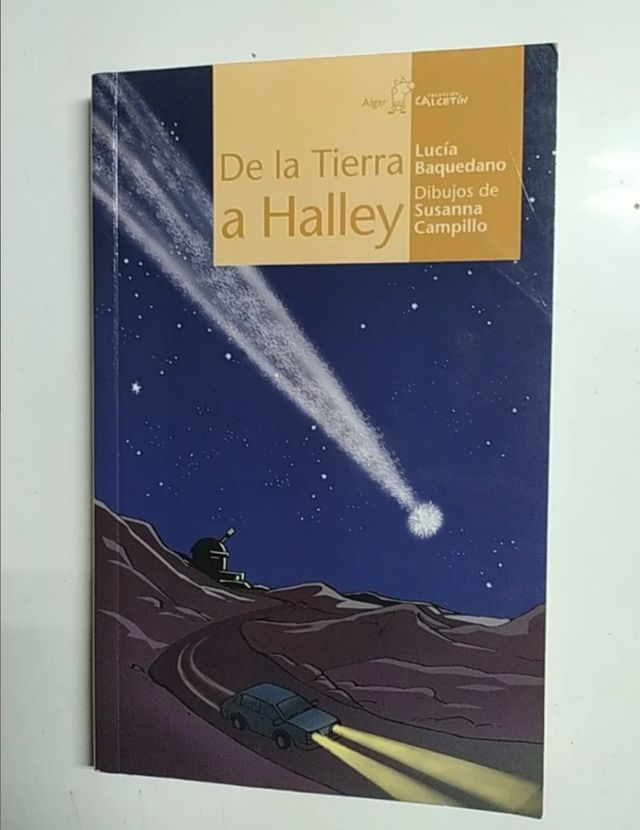 Algar
COLECCIÓN
CALCETÍN
De la Tierra
a Halley
Lucía
Baquedano
Dibujos de
Susanna
Campillo